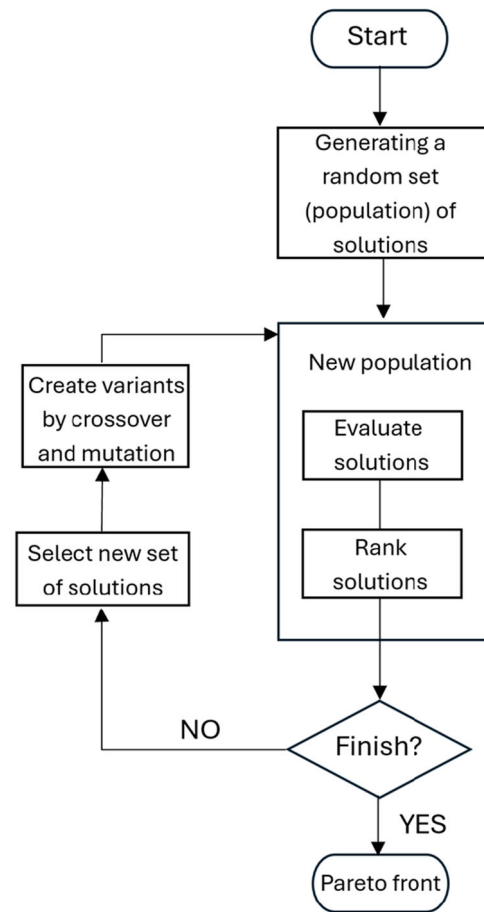 Start
Generating a
random set
(population) of
solutions
New population
Create variants
by crossover
and mutation
Evaluate
solutions
Select new set
of solutions
Rank
solutions
NO
Finish?
YES
Pareto front